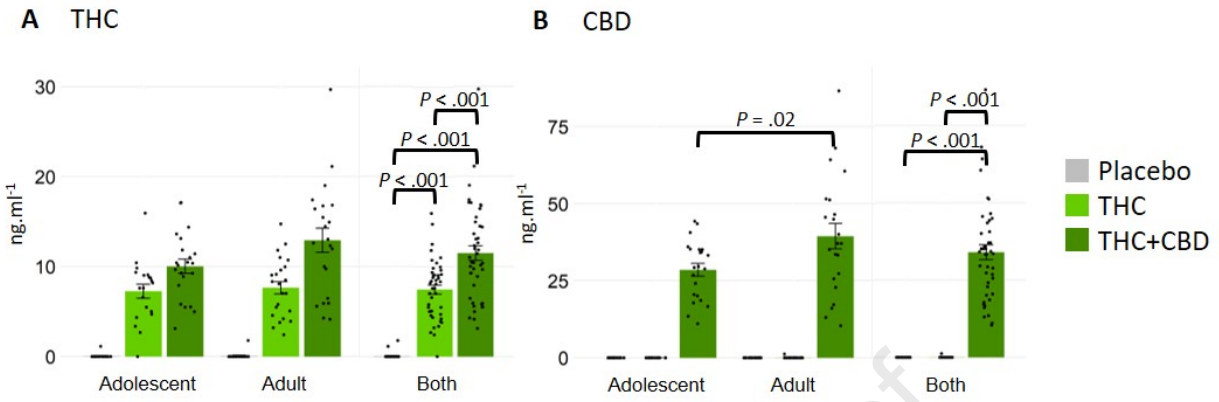 A THC
B CBD
30
20
10
0
ng.ml-1
P < .001
P < .001
P < .001
Adolescent
Adult
Both
75
50
25
0
ng.ml-1
P = .02
P < .001
P < .001
Adolescent
Adult
Both
Placebo
THC
THC+CBD